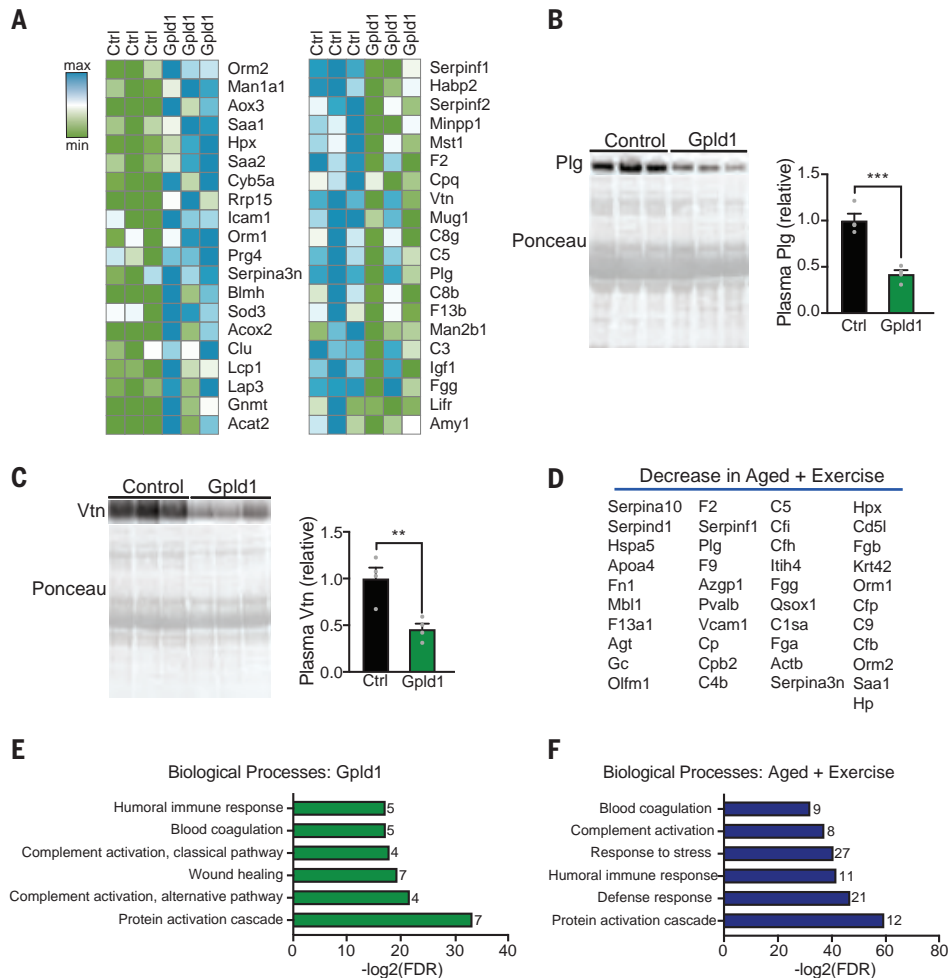 A
Ctrl Ctrl Ctrl Gpld1 Gpld1 Gpld1
max
min
Orm2
Man1a1
Aox3
Saa1
Hpx
Saa2
Cyb5a
Rrp15
Icam1
Orm1
Prg4
Serpina3n
Blmh
Sod3
Acox2
Clu
Lcp1
Lap3
Gnmt
Acat2
Ctrl Ctrl Ctrl Gpld1 Gpld1 Gpld1
Serpinf1
Habp2
Serpinf2
Minpp1
Mst1
F2
Cpq
Vtn
Mug1
C8g
C5
Plg
C8b
F13b
Man2b1
C3
Igf1
Fgg
Lifr
Amy1
B
Control Gpld1
Plg
Ponceau
Plasma Plg (relative)
1.5
1.0
0.5
0.0
***
Ctrl Gpld1
C
Control Gpld1
Vtn
Ponceau
Plasma Vtn (relative)
1.5
1.0
0.5
0.0
**
Ctrl Gpld1
D
Decrease in Aged + Exercise
Serpina10 F2 C5 Hpx
Serpind1 Serpinf1 Cfi Cd5l
Hspa5 Plg Cfh Fgb
Apoa4 F9 Itih4 Krt42
Fn1 Azgp1 Fgg Orm1
Mbl1 Pvalb Qsox1 Cfp
F13a1 Vcam1 C1sa C9
Agt Cp Fga Cfb
Gc Cpb2 Actb Orm2
Olfm1 C4b Serpina3n Saa1
Hp
E
Biological Processes: Gpld1
Humoral immune response 5
Blood coagulation 5
Complement activation, classical pathway 4
Wound healing 7
Complement activation, alternative pathway 4
Protein activation cascade 7
0 10 20 30 40
-log2(FDR)
F
Biological Processes: Aged + Exercise
Blood coagulation 9
Complement activation 8
Response to stress 27
Humoral immune response 11
Defense response 21
Protein activation cascade 12
0 20 40 60 80
-log2(FDR)